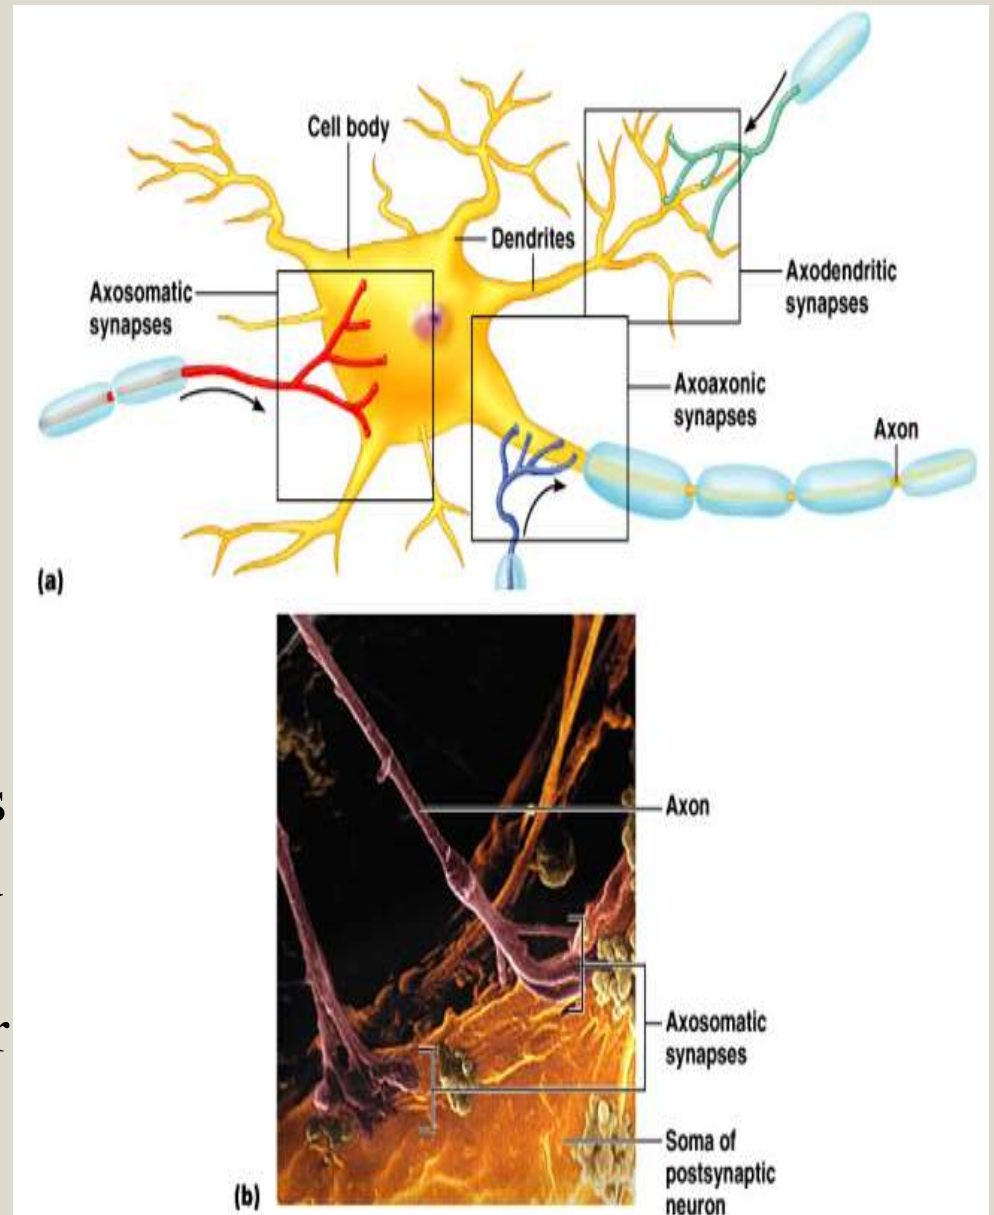 Cell body
Dendrites
Axodendritic
synapses
Axosomatic
synapses
Axoaxonic
synapses
Axon
(a)
s
r
Axon
Axosomatic
synapses
Soma of
postsynaptic
neuron
(b)